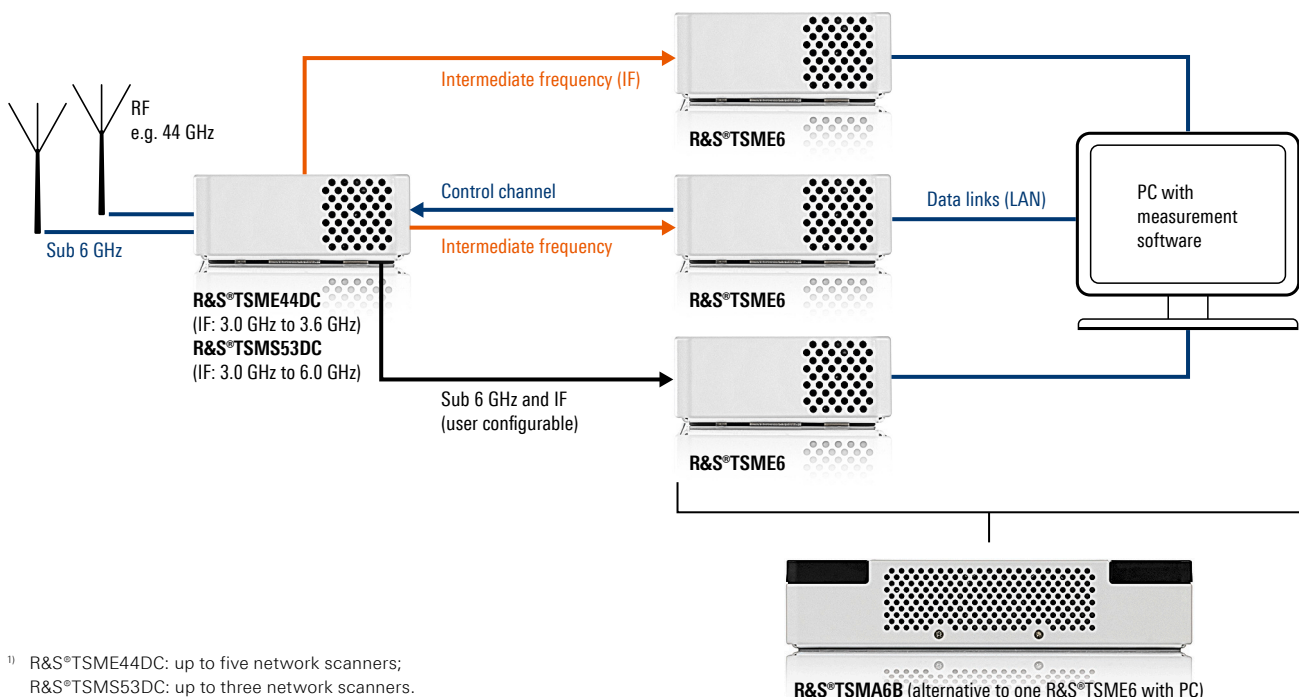 RF
e.g. 44 GHz
Sub 6 GHz
Intermediate frequency (IF)
R&S®TSME6
Control channel
Intermediate frequency
Data links (LAN)
PC with
measurement
software
R&S®TSME44DC
(IF: 3.0 GHz to 3.6 GHz)
R&S®TSMS53DC
(IF: 3.0 GHz to 6.0 GHz)
R&S®TSME6
Sub 6 GHz and IF
(user configurable)
R&S®TSME6
1) R&S®TSME44DC: up to five network scanners;
R&S®TSMS53DC: up to three network scanners.
R&S®TSMA6B (alternative to one R&S®TSME6 with PC)